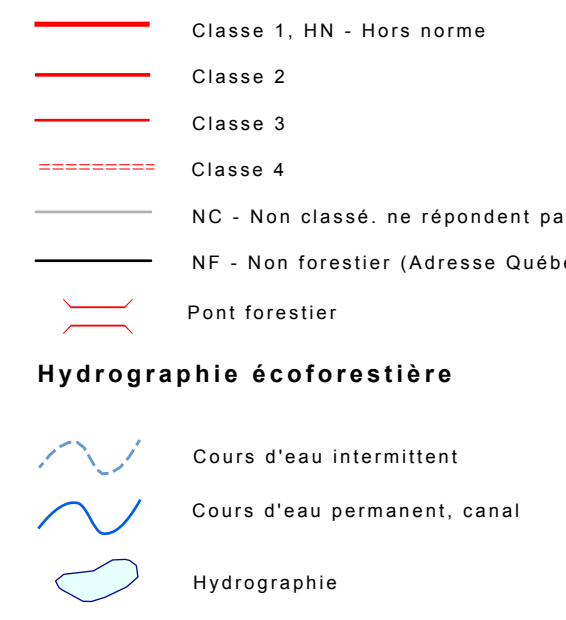 Classe 1, HN - Hors norme
Classe 2
Classe 3
Classe 4
NC - Non classé. ne répondent pa
NF - Non forestier (Adresse Québe
Pont forestier
Hydrographie écoforestière
Cours d'eau intermittent
Cours d'eau permanent, canal
Hydrographie